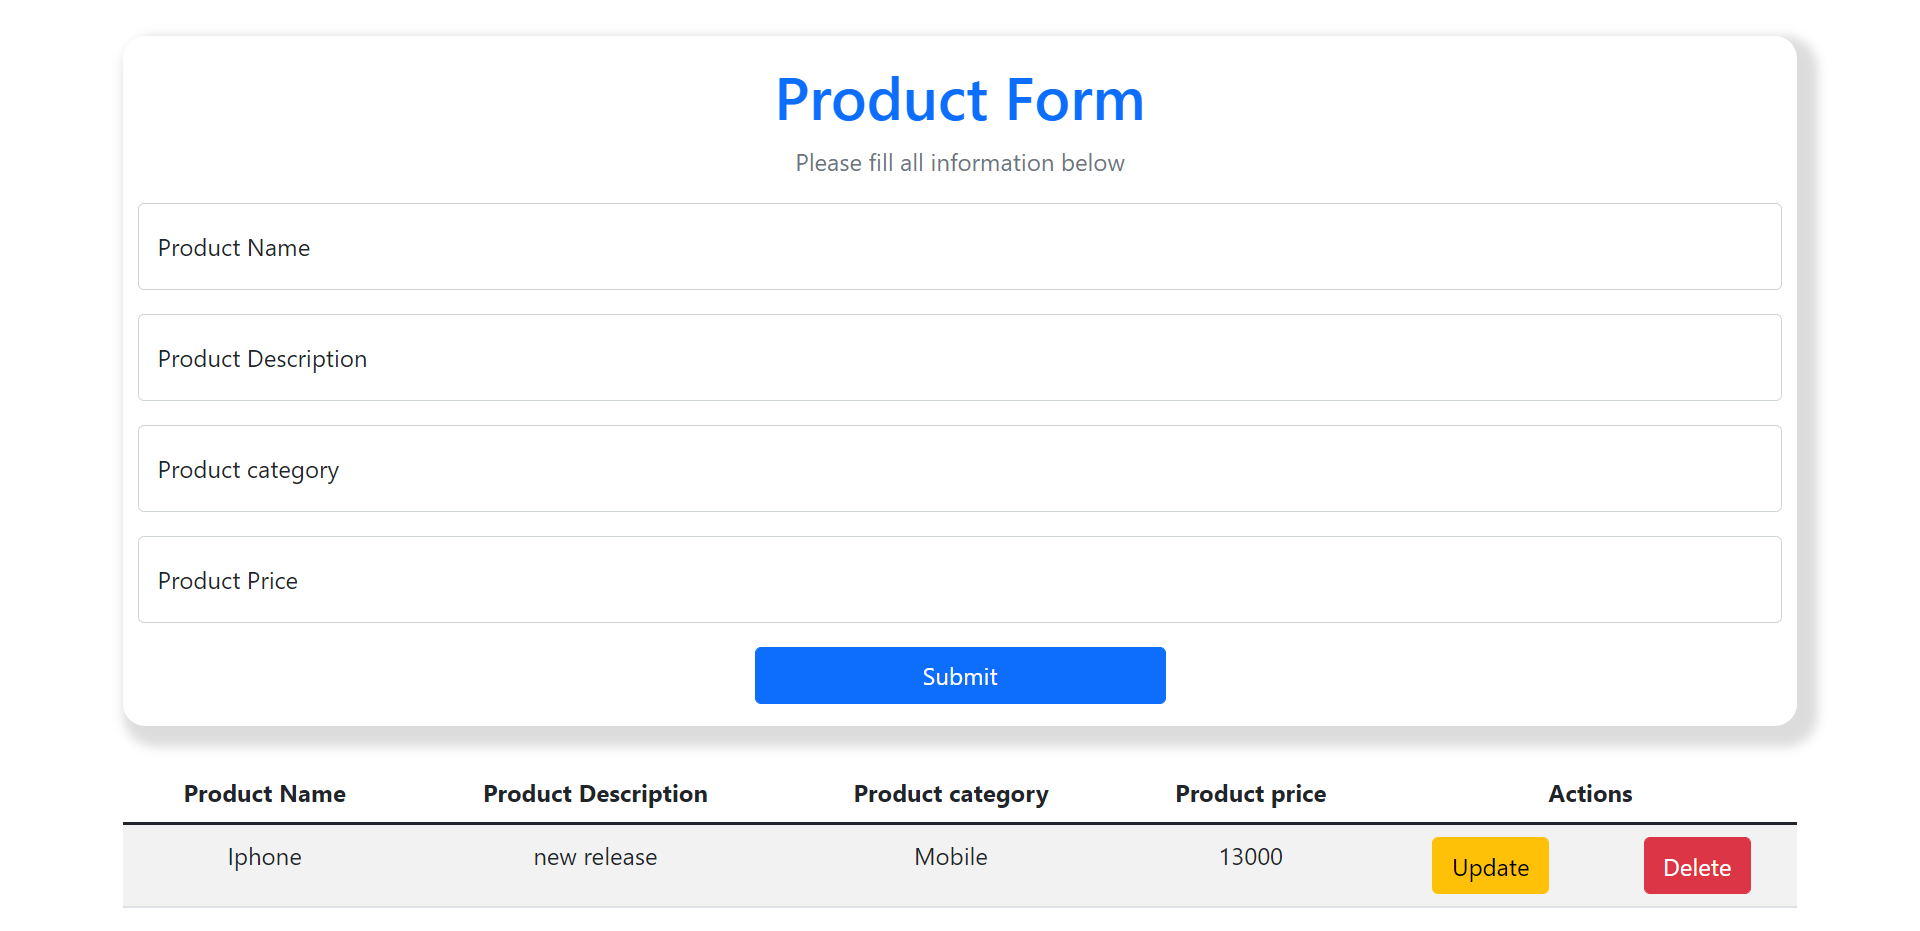 Product Form
Please fill all information below
Product Name
Product Description
Product category
Product Price
Submit
Product Name Product Description Product category Product price Actions
Iphone new release Mobile 13000 Update Delete